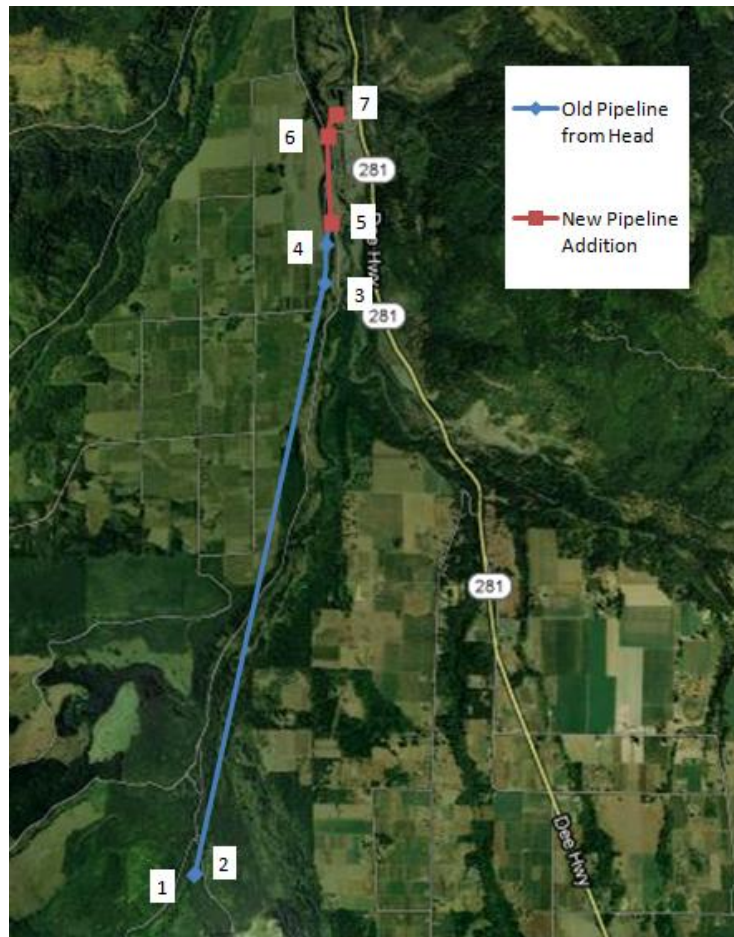 7
Old Pipeline
from Head
6
281
New Pipeline
Addition
5
4
Dee Hwy
3
281
281
Dee Hwy
2
1